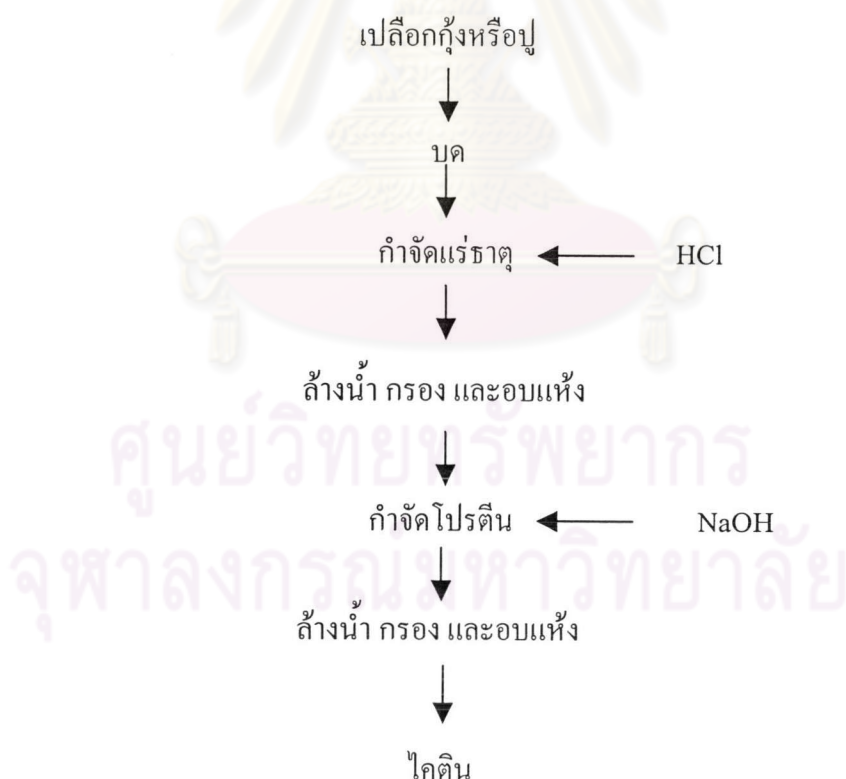 เปลือกกุ้งหรือปู
บด
กำจัดแร่ธาตุ HCl
ล้างน้ำ กรอง และอบแห้ง
ศูนย์วิทยทรัพยากร
กำจัดโปรตีน NaOH
จุฬาลงกรณ์มหาวิทยาลัย
ล้างน้ำ กรอง และอบแห้ง
ไคติน